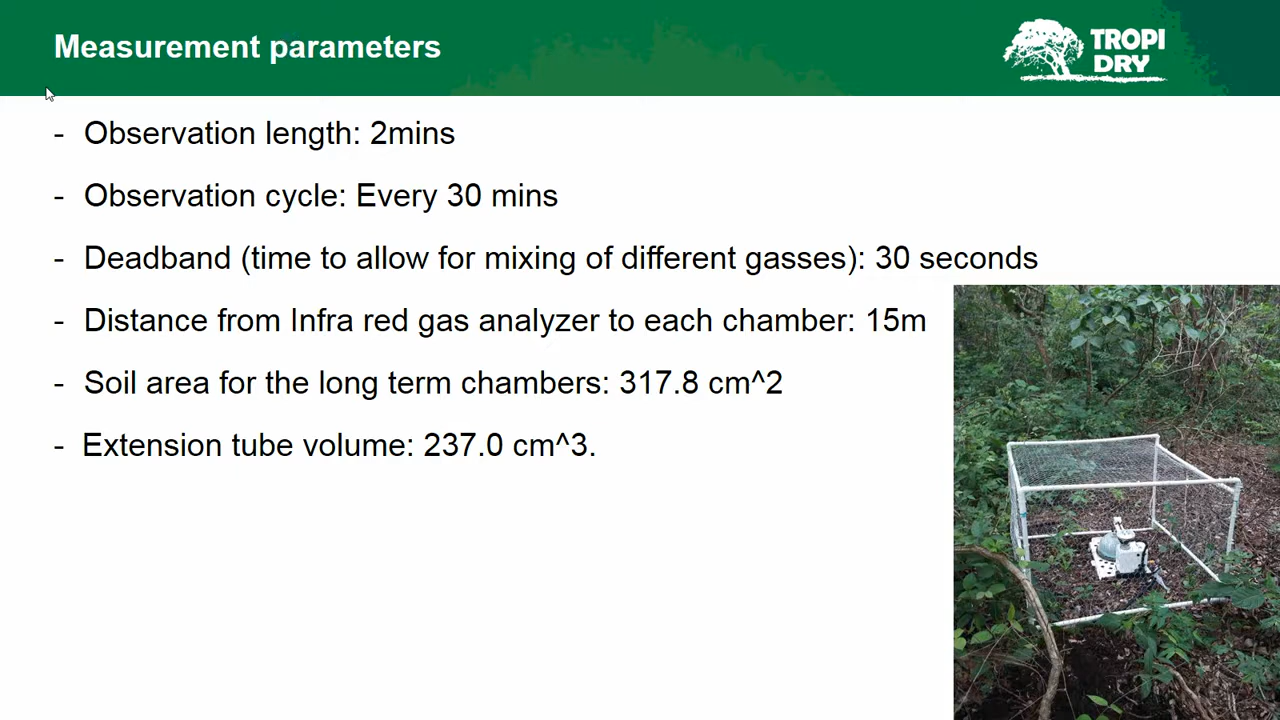 Measurement parameters
TROPI
DRY
- Observation length: 2mins
- Observation cycle: Every 30 mins
- Deadband (time to allow for mixing of different gasses): 30 seconds
- Distance from Infra red gas analyzer to each chamber: 15m
- Soil area for the long term chambers: 317.8 cm^2
- Extension tube volume: 237.0 cm^3.